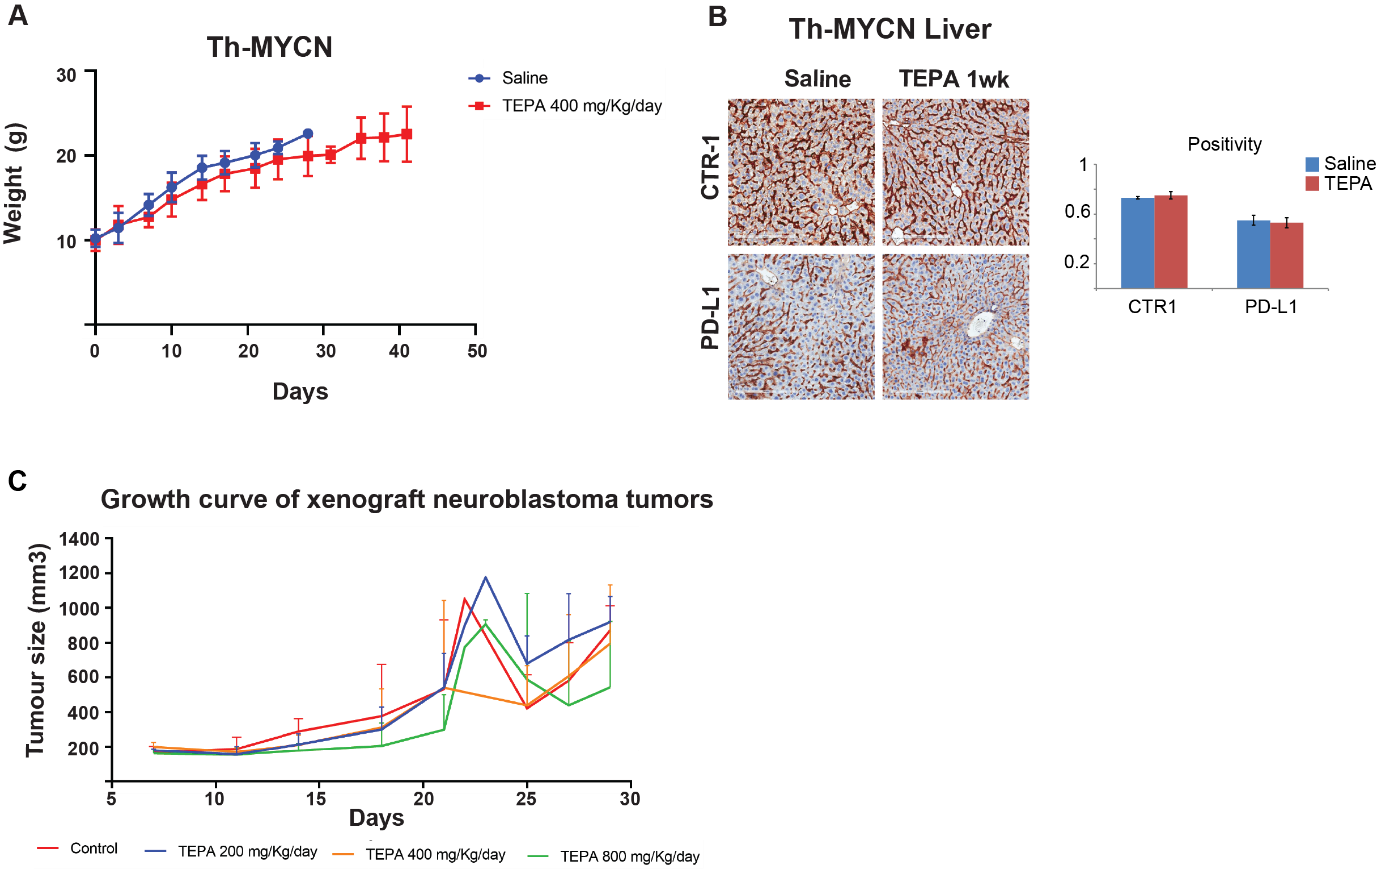 A
Th-MYCN
Saline
TEPA 400 mg/Kg/day
Weight (g)
30
20
10
0
10
20
30
40
50
Days
B
Th-MYCN Liver
Saline
TEPA 1wk
CTR-1
PD-L1
Positivity
Saline
TEPA
1
0.6
0.2
CTR1
PD-L1
C
Growth curve of xenograft neuroblastoma tumors
Tumour size (mm3)
1400
1200
1000
800
600
400
200
5
10
15
20
25
30
Days
Control
TEPA 200 mg/Kg/day
TEPA 400 mg/Kg/day
TEPA 800 mg/Kg/day